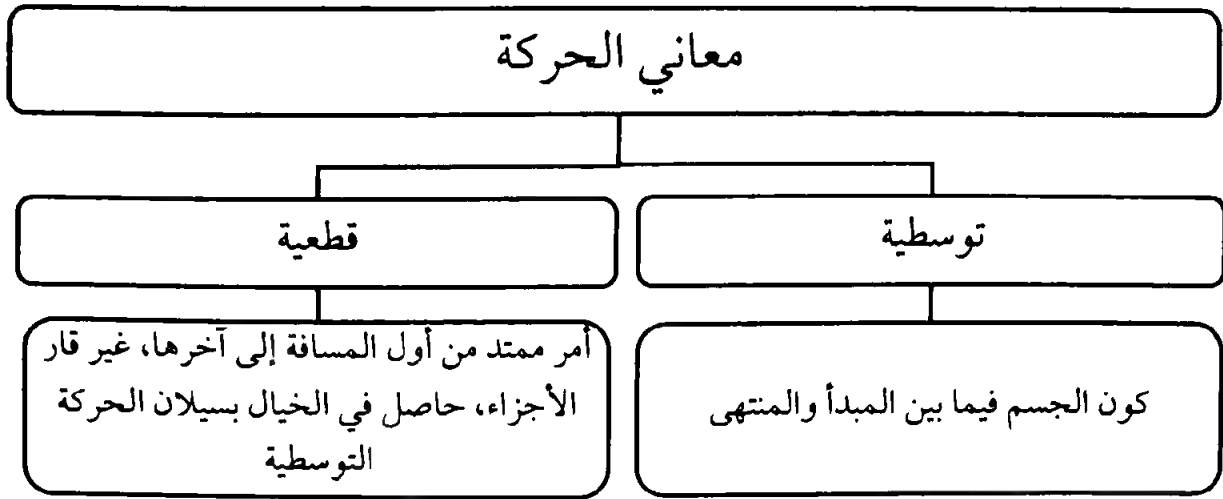 معاني الحركة
توسطية
قطعية
كون الجسم فيما بين المبدأ والمنتهى
أمر ممتد من أول المسافة إلى آخرها، غير قار
الأجزاء، حاصل في الخيال بسيلان الحركة
التوسطية